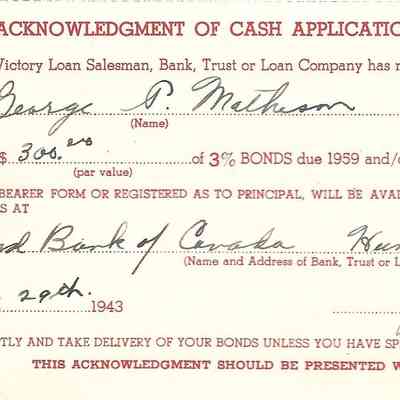 ACKNOWLEDGMENT OF CASH APPLICATIO
Victory Loan Salesman, Bank, Trust or Loan Company has r
George P. Matheson
(Name)
$ 300.00 of 3% BONDS due 1959 and/o
(par value)
BEARER FORM OR REGISTERED AS TO PRINCIPAL, WILL BE AVAI
S AT
nd Bank of Canada Hun
(Name and Address of Bank, Trust or L
29th. 1943
TLY AND TAKE DELIVERY OF YOUR BONDS UNLESS YOU HAVE SP
THIS ACKNOWLEDGMENT SHOULD BE PRESENTED W